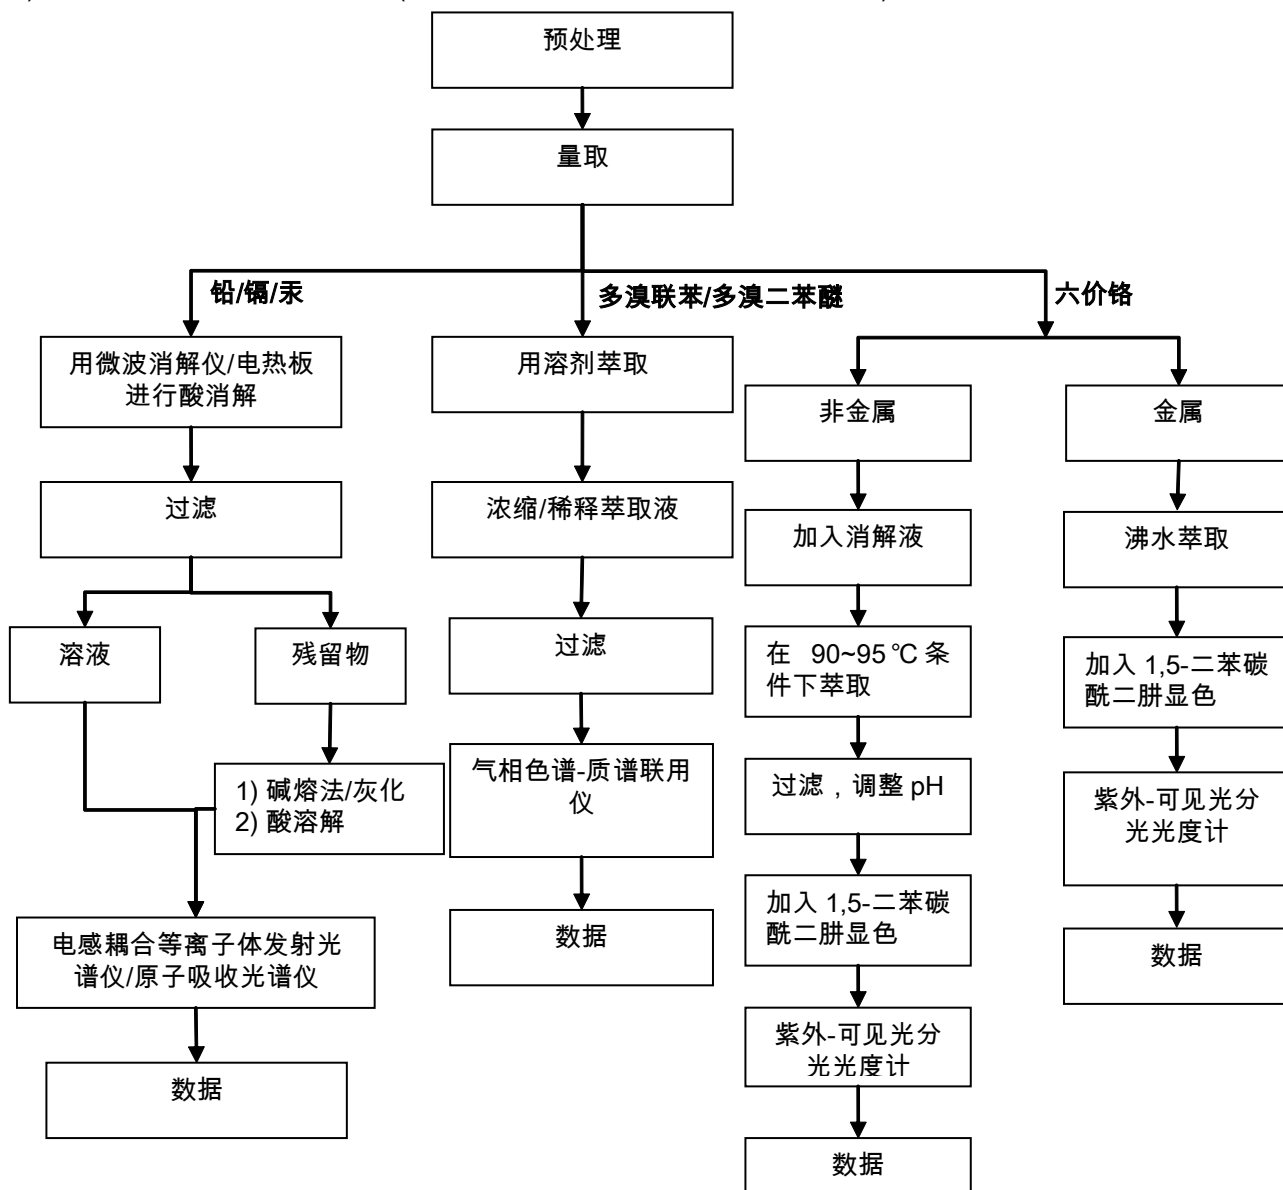 预处理
量取
铅/镉/汞
多溴联苯/多溴二苯醚
六价铬
用微波消解仪/电热板
进行酸消解
过滤
溶液
残留物
1) 碱熔法/灰化
2) 酸溶解
电感耦合等离子体发射光
谱仪/原子吸收光谱仪
数据
用溶剂萃取
浓缩/稀释萃取液
过滤
气相色谱-质谱联用
仪
数据
非金属
加入消解液
在 90~95 ℃ 条
件下萃取
过滤，调整 pH
加入 1,5-二苯碳
酰二肼显色
紫外-可见光分
光光度计
数据
金属
沸水萃取
加入 1,5-二苯碳
酰二肼显色
紫外-可见光分
光光度计
数据